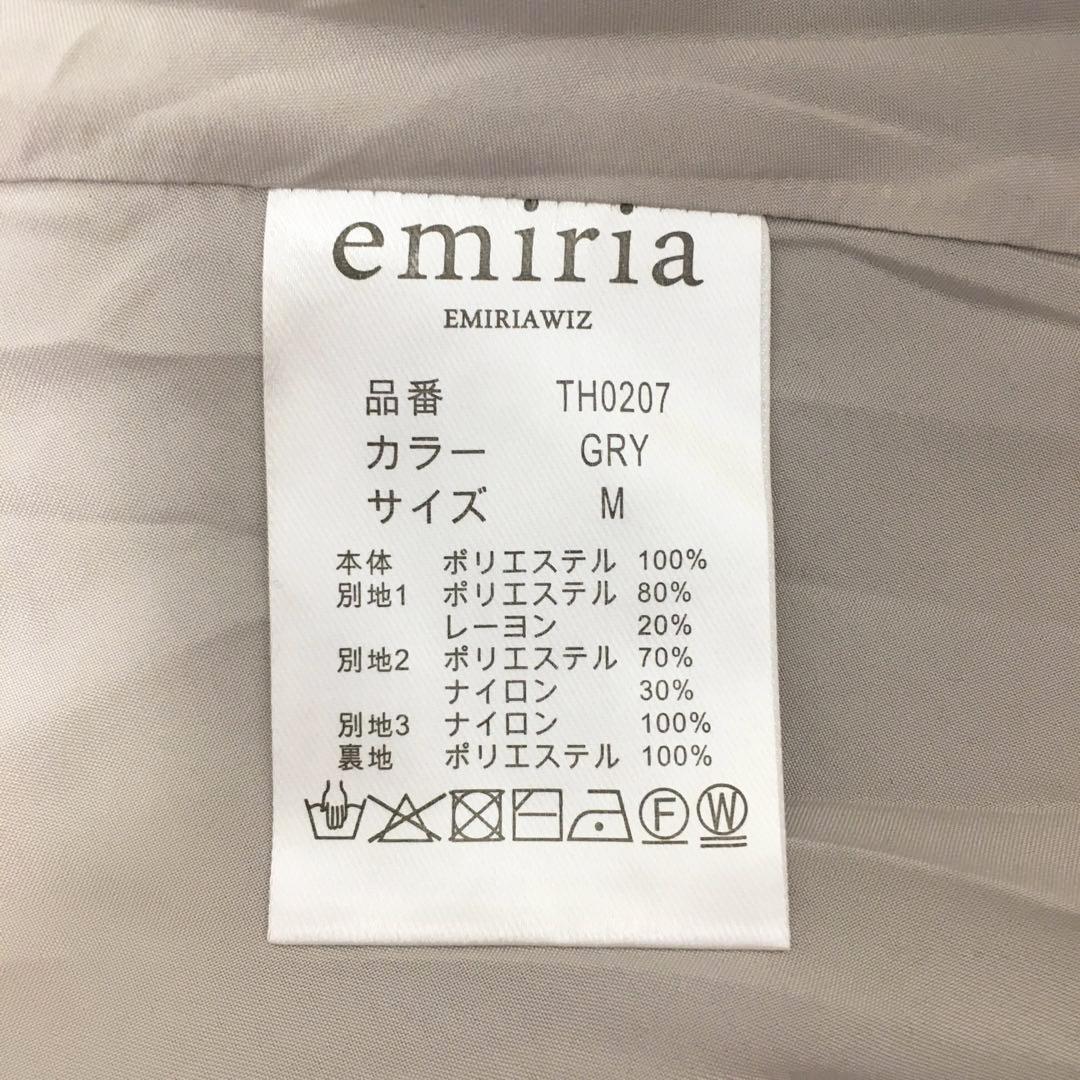 emiria
EMIRIAWIZ
品番 TH0207
カラー GRY
サイズ M
本体 ポリエステル 100%
別地1 ポリエステル 80%
レーヨン 20%
別地2 ポリエステル 70%
ナイロン 30%
別地3 ナイロン 100%
裏地 ポリエステル 100%
F W